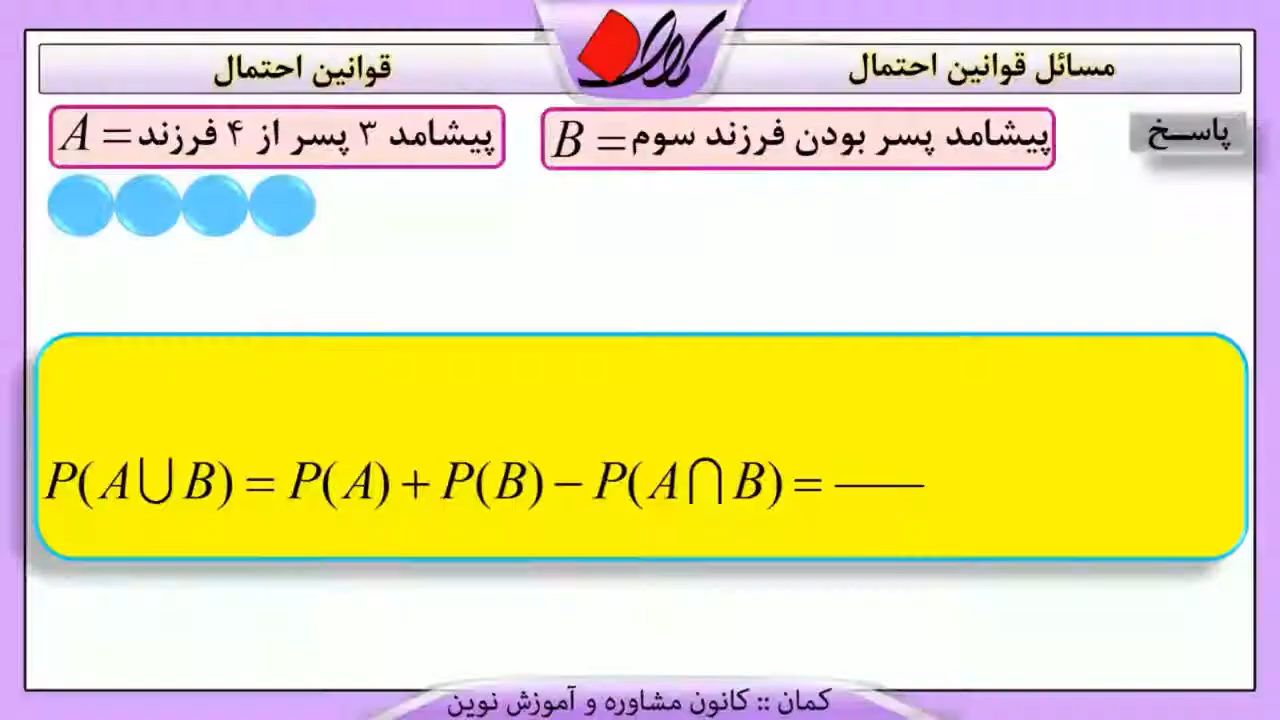 مسائل قوانین احتمال
قوانین احتمال
پاســخ
پیشامد پسر بودن فرزند سوم = B
پیشامد ۳ پسر از ۴ فرزند = A
P(A∪B) = P(A) + P(B) − P(A∩B) = ——
کمان :: کانون مشاوره و آموزش نوین